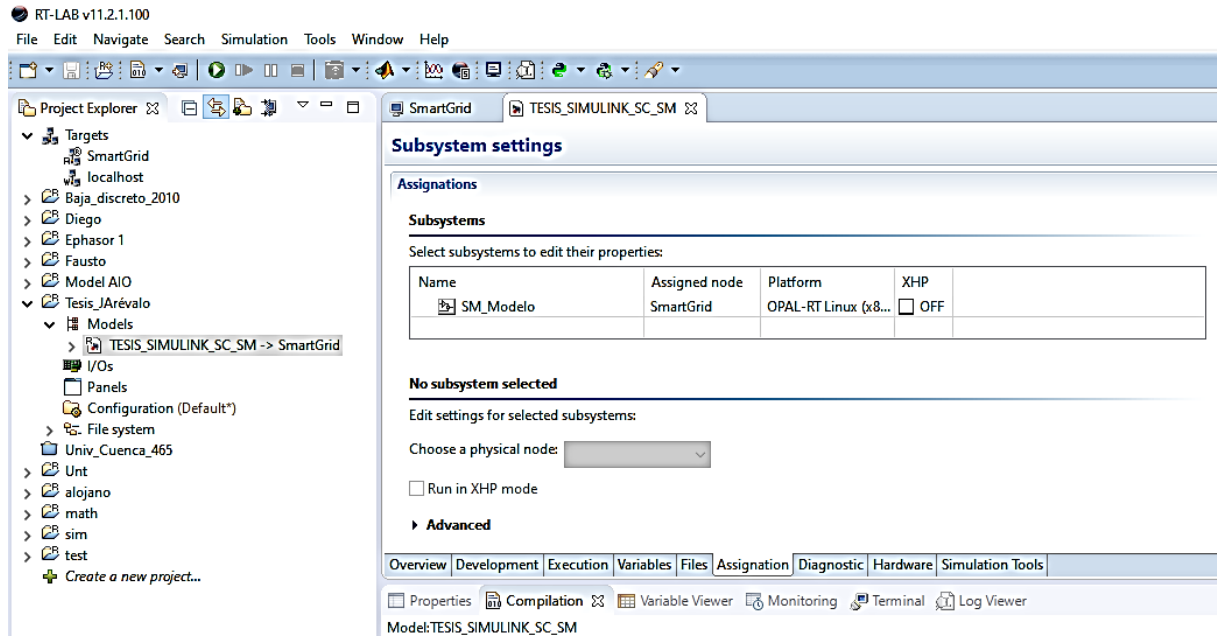 RT-LAB v11.2.1.100
File Edit Navigate Search Simulation Tools Window Help
Project Explorer
Targets
SmartGrid
localhost
Baja_discreto_2010
Diego
Ephasor 1
Fausto
Model AIO
Tesis_JArévalo
Models
TESIS_SIMULINK_SC_SM -> SmartGrid
I/Os
Panels
Configuration (Default*)
File system
Univ_Cuenca_465
Unt
alojano
math
sim
test
Create a new project...
SmartGrid TESIS_SIMULINK_SC_SM
Subsystem settings
Assignations
Subsystems
Select subsystems to edit their properties:
Name Assigned node Platform XHP
SM_Modelo SmartGrid OPAL-RT Linux (x8... OFF
No subsystem selected
Edit settings for selected subsystems:
Choose a physical node:
Run in XHP mode
Advanced
Overview Development Execution Variables Files Assignation Diagnostic Hardware Simulation Tools
Properties Compilation Variable Viewer Monitoring Terminal Log Viewer
Model:TESIS_SIMULINK_SC_SM